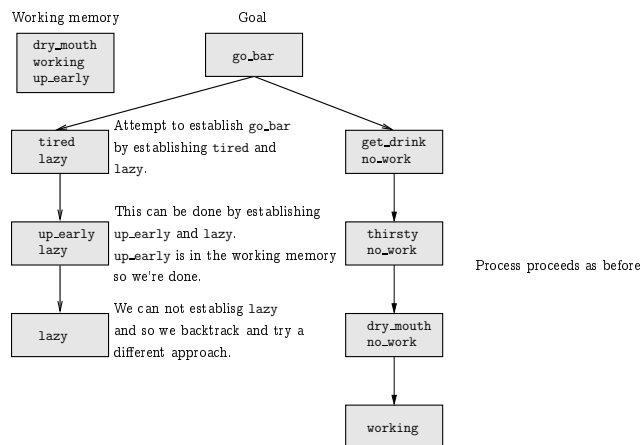 Working memory
Goal
dry_mouth
working
up_early
go_bar
tired
lazy
Attempt to establish go_bar
by establishing tired and
lazy.
get_drink
no_work
up_early
lazy
This can be done by establishing
up_early and lazy.
up_early is in the working memory
so we're done.
thirsty
no_work
Process proceeds as before
lazy
We can not establisg lazy
and so we backtrack and try a
different approach.
dry_mouth
no_work
working